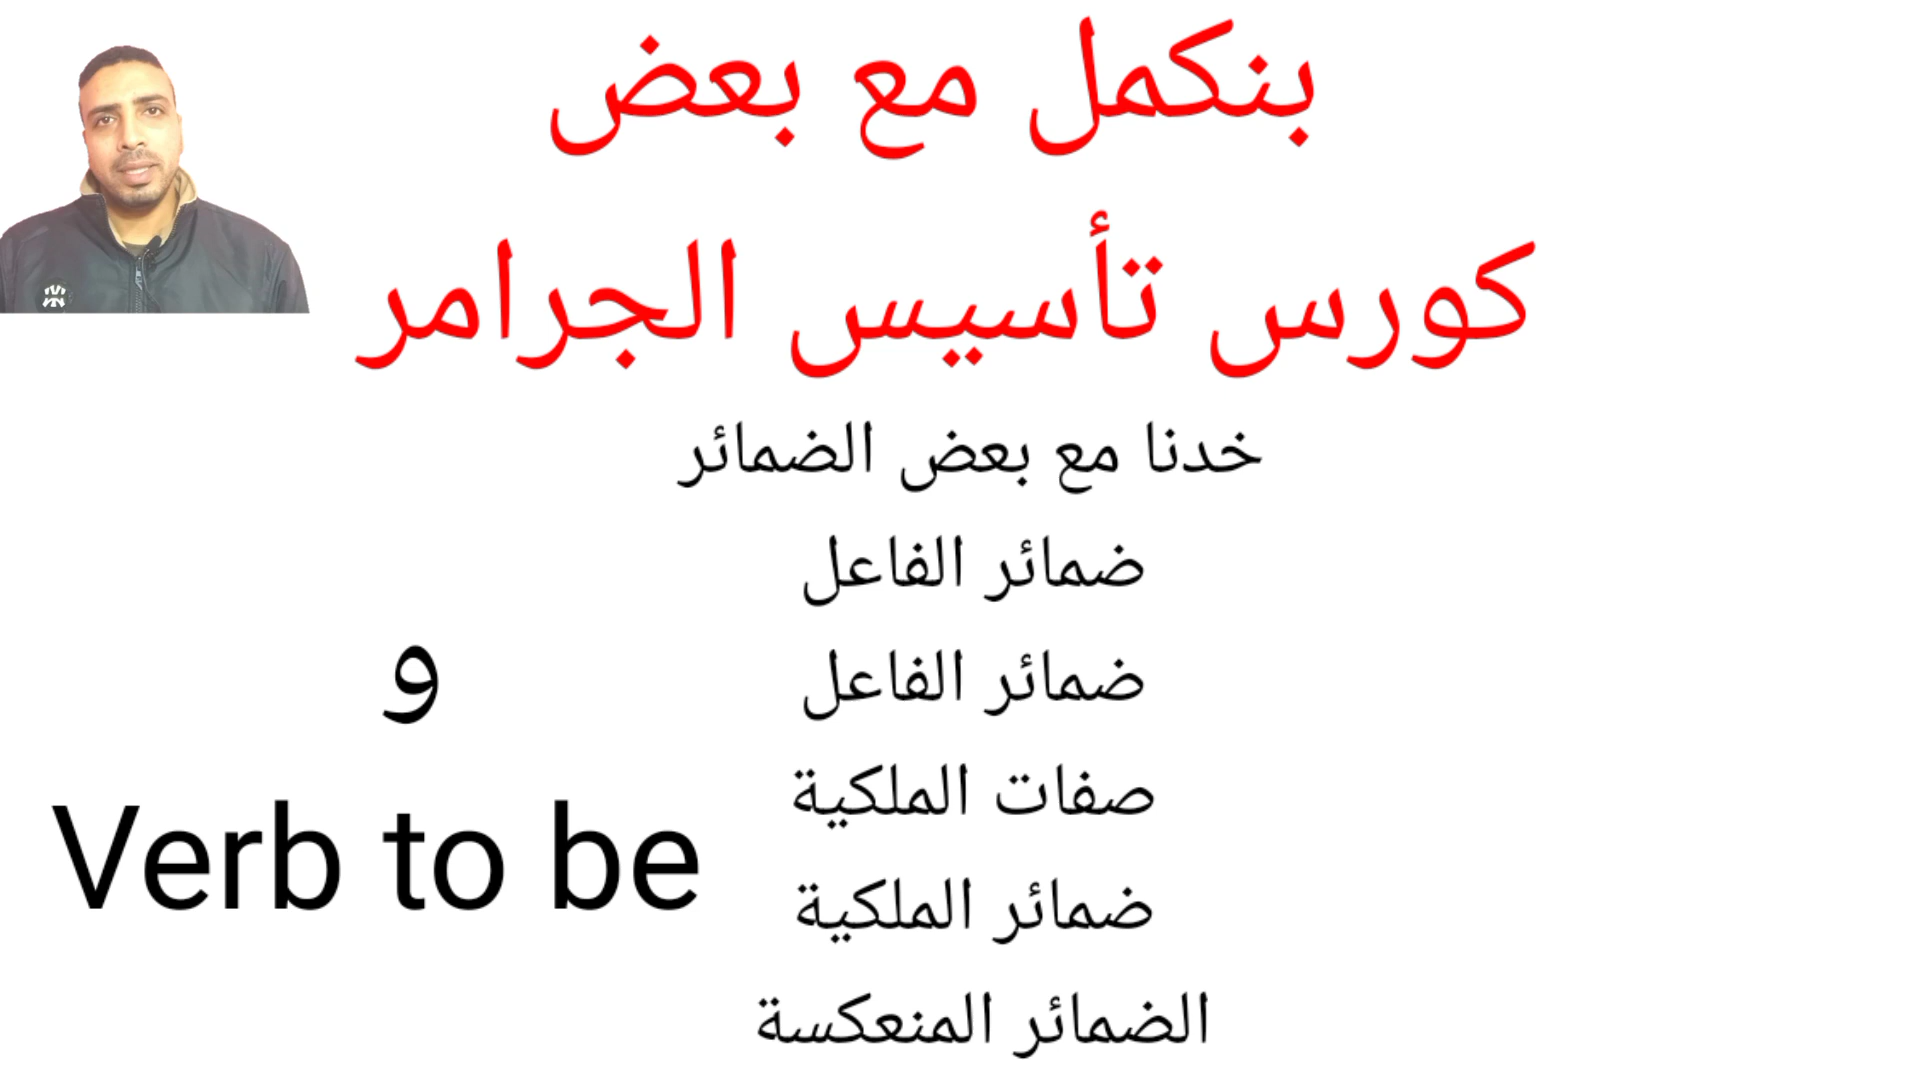 بنكمل مع بعض
كورس تأسيس الجرامر
خدنا مع بعض الضمائر
ضمائر الفاعل
ضمائر الفاعل
صفات الملكية
ضمائر الملكية
الضمائر المنعكسة
و
Verb to be